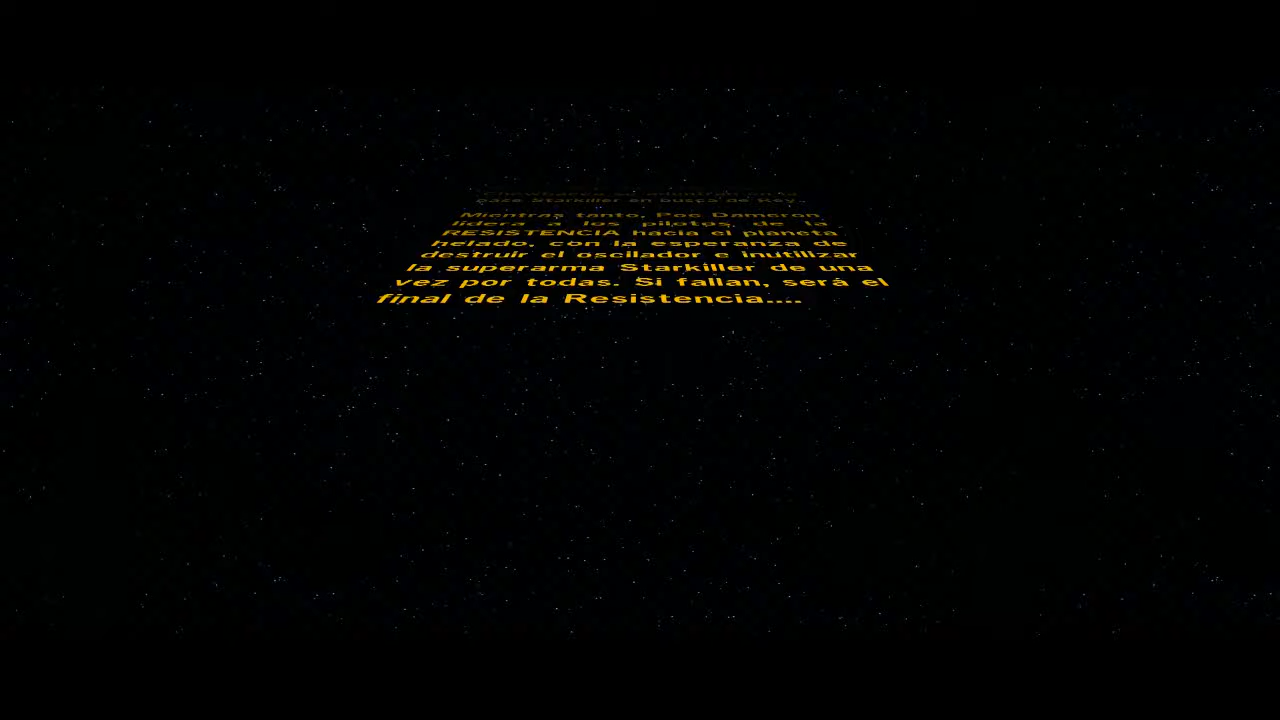 base Starkiller en busca de Rey.
Mientras tanto, Poe Dameron
lidera a los pilotos de la
RESISTENCIA hacia el planeta
helado, con la esperanza de
destruir el oscilador e inutilizar
la superarma Starkiller de una
vez por todas. Si fallan, será el
final de la Resistencia....